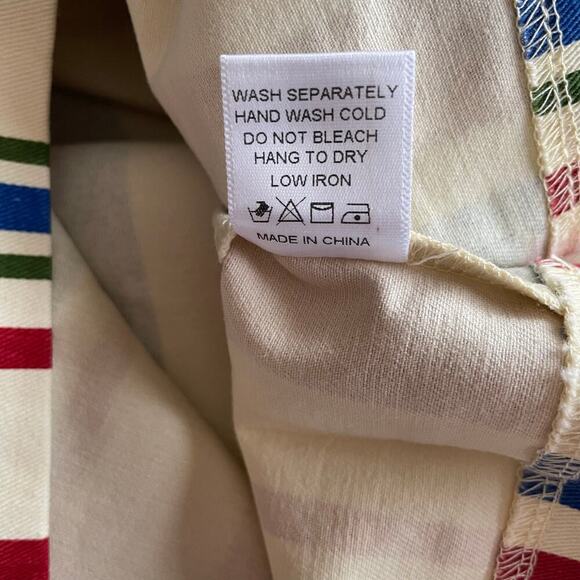 WASH SEPARATELY
HAND WASH COLD
DO NOT BLEACH
HANG TO DRY
LOW IRON
MADE IN CHINA